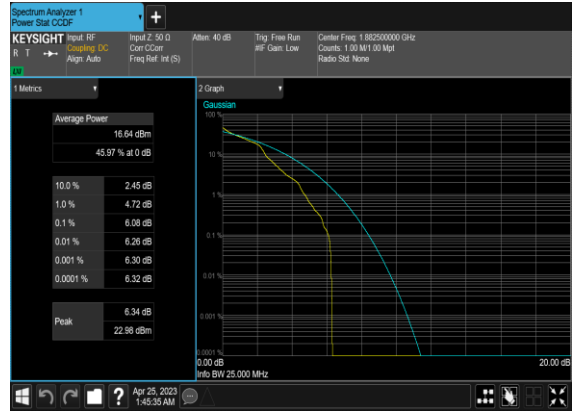 Spectrum Analyzer 1
Power Stat CCDF
KEYSIGHT
R T
LV
Input: RF
Coupling: DC
Align: Auto
Input Z: 50 Ω
Corr CCorr
Freq Ref: Int (S)
Atten: 40 dB
Trig: Free Run
#IF Gain: Low
Center Freq: 1.882500000 GHz
Counts: 1.00 M/1.00 Mpt
Radio Std: None
1 Metrics
Average Power
16.64 dBm
45.97 % at 0 dB
10.0 % 2.45 dB
1.0 % 4.72 dB
0.1 % 6.08 dB
0.01 % 6.26 dB
0.001 % 6.30 dB
0.0001 % 6.32 dB
Peak
6.34 dB
22.98 dBm
2 Graph
Gaussian
100 %
10 %
1 %
0.1 %
0.01 %
0.001 %
0.0001 %
0.00 dB
20.00 dB
Info BW 25.000 MHz
Apr 25, 2023
1:45:35 AM